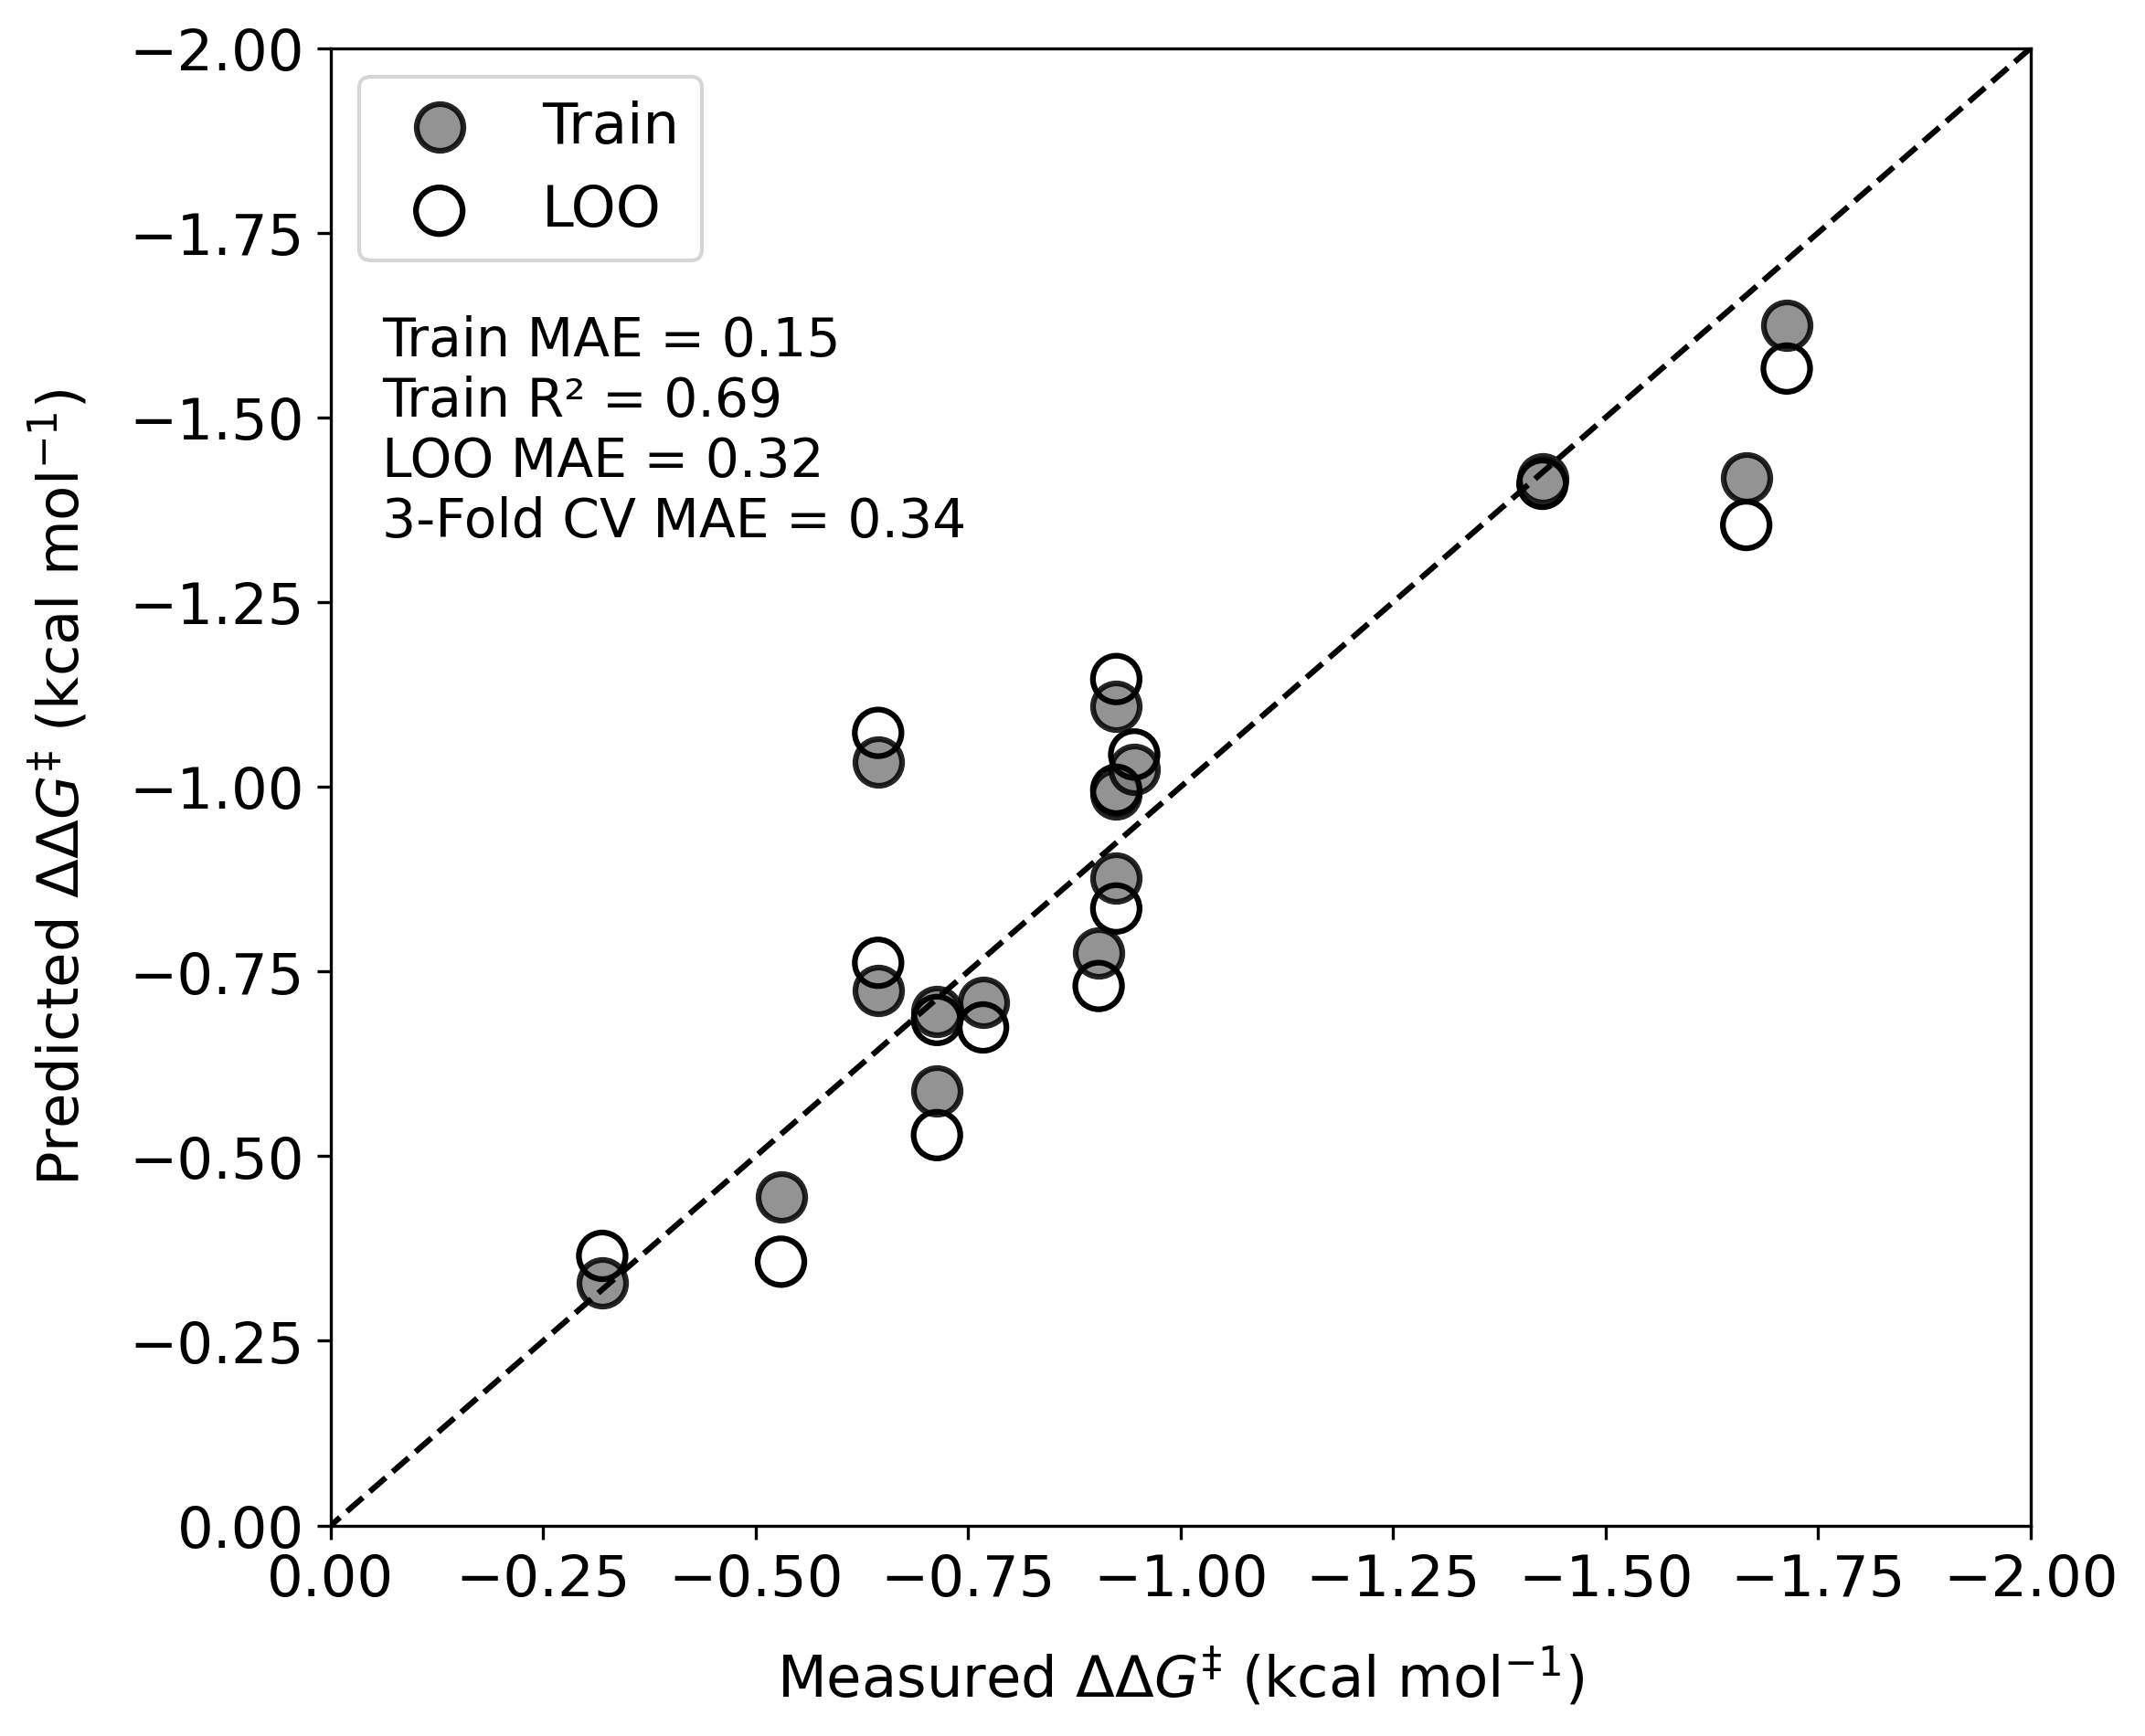 Train
LOO
Train MAE = 0.15
Train R² = 0.69
LOO MAE = 0.32
3-Fold CV MAE = 0.34
Predicted ΔΔG‡ (kcal mol⁻¹)
−2.00
−1.75
−1.50
−1.25
−1.00
−0.75
−0.50
−0.25
0.00
0.00 −0.25 −0.50 −0.75 −1.00 −1.25 −1.50 −1.75 −2.00
Measured ΔΔG‡ (kcal mol⁻¹)